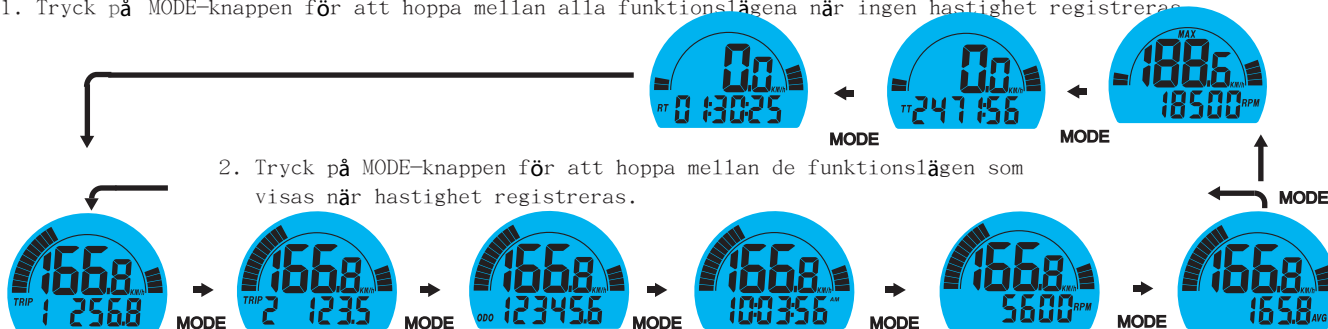 1. Tryck på MODE-knappen för att hoppa mellan alla funktionslägena när ingen hastighet registreras
0.0 KM/h
RT 01:30:25
MODE
0.0 KM/h
TT 2471:56
MODE
MAX
188.6 KM/h
18500 RPM
2. Tryck på MODE-knappen för att hoppa mellan de funktionslägen som
visas när hastighet registreras.
MODE
166.8 KM/h
TRIP 1 256.8
MODE
166.8 KM/h
TRIP 2 123.5
MODE
166.8 KM/h
ODO 12345.6
MODE
166.8 KM/h
10:03:56 AM
MODE
166.8 KM/h
5600 RPM
MODE
166.8 KM/h
165.8 AVG